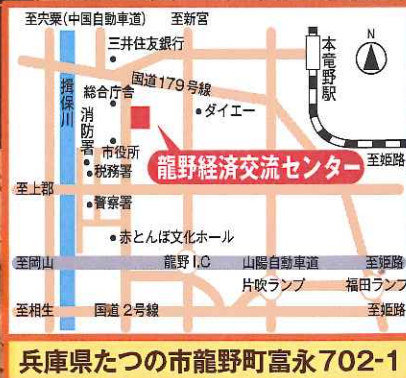 至宍粟(中国自動車道)
至新宮
三井住友銀行
本竜野駅
N
国道179号線
揖保川
総合庁舎
ダイエー
消防署
市役所
税務署
龍野経済交流センター
至姫路
至上郡
警察署
赤とんぼ文化ホール
至岡山
龍野I.C
山陽自動車道
至姫路
片吹ランプ
福田ランプ
至相生
国道2号線
至姫路
兵庫県たつの市龍野町富永702-1